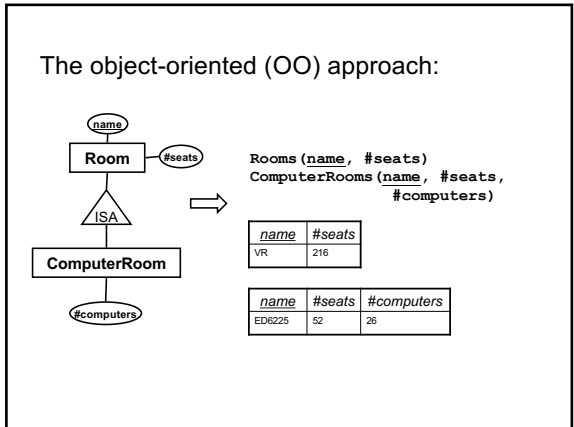 The object-oriented (OO) approach:
name
Room
#seats
ISA
ComputerRoom
#computers
Rooms(name, #seats)
ComputerRooms(name, #seats,
#computers)
name #seats
VR 216
name #seats #computers
ED6225 52 26